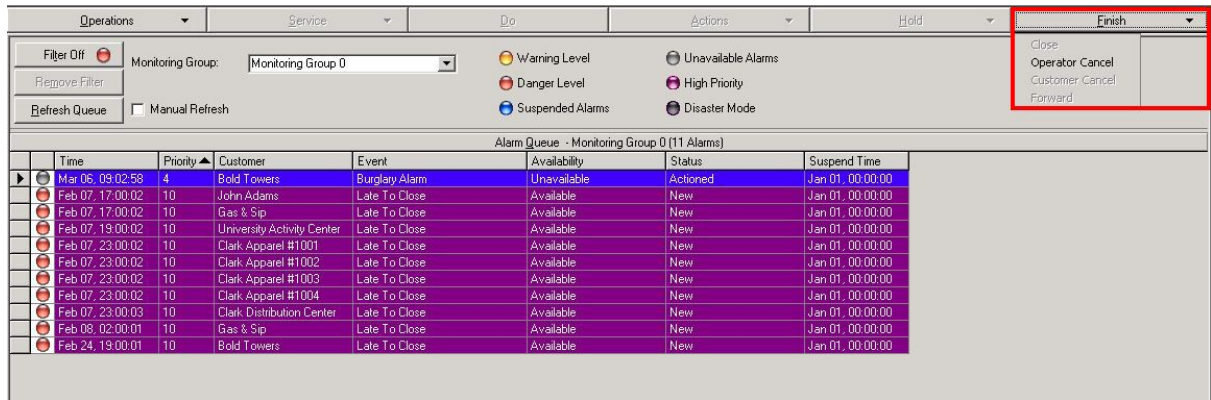 Operations Service Do Actions Hold Finish
Filter Off Monitoring Group: Monitoring Group 0 Warning Level Unavailable Alarms Close
Operator Cancel
Remove Filter Danger Level High Priority Customer Cancel
Forward
Refresh Queue Manual Refresh Suspended Alarms Disaster Mode
Alarm Queue - Monitoring Group 0 (11 Alarms)
Time Priority Customer Event Availability Status Suspend Time
Mar 06, 09:02:58 4 Bold Towers Burglary Alarm Unavailable Actioned Jan 01, 00:00:00
Feb 07, 17:00:02 10 John Adams Late To Close Available New Jan 01, 00:00:00
Feb 07, 17:00:02 10 Gas & Sip Late To Close Available New Jan 01, 00:00:00
Feb 07, 19:00:02 10 University Activity Center Late To Close Available New Jan 01, 00:00:00
Feb 07, 23:00:02 10 Clark Apparel #1001 Late To Close Available New Jan 01, 00:00:00
Feb 07, 23:00:02 10 Clark Apparel #1002 Late To Close Available New Jan 01, 00:00:00
Feb 07, 23:00:02 10 Clark Apparel #1003 Late To Close Available New Jan 01, 00:00:00
Feb 07, 23:00:02 10 Clark Apparel #1004 Late To Close Available New Jan 01, 00:00:00
Feb 07, 23:00:03 10 Clark Distribution Center Late To Close Available New Jan 01, 00:00:00
Feb 08, 02:00:01 10 Gas & Sip Late To Close Available New Jan 01, 00:00:00
Feb 24, 19:00:01 10 Bold Towers Late To Close Available New Jan 01, 00:00:00